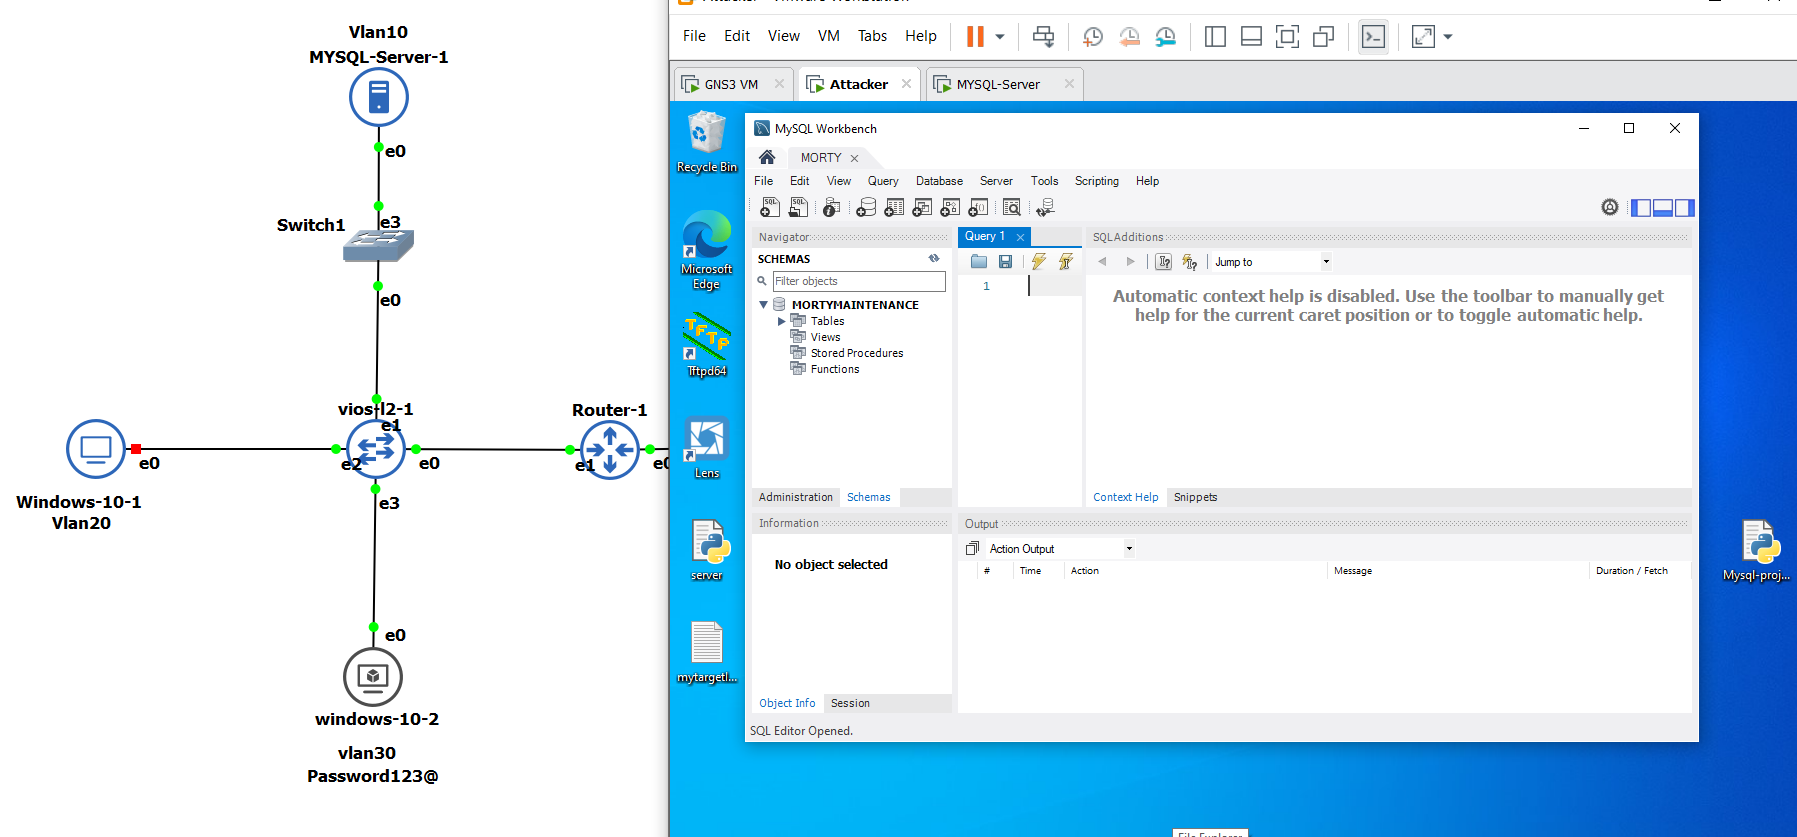 Vlan10
MYSQL-Server-1
e0
Switch1
e3
e0
vios-l2-1
e1
Router-1
e0
e2
e0
e1
e0
Windows-10-1
Vlan20
e3
e0
windows-10-2
vlan30
Password123@
File Edit View VM Tabs Help
GNS3 VM
Attacker
MYSQL-Server
Recycle Bin
Microsoft
Edge
TFTP
Tftpd64
Lens
server
mytargetl...
Mysql-proj...
MySQL Workbench
MORTY
File Edit View Query Database Server Tools Scripting Help
Navigator
SCHEMAS
Filter objects
MORTYMAINTENANCE
Tables
Views
Stored Procedures
Functions
Administration Schemas
Information
No object selected
Object Info Session
Query 1
1
SQLAdditions
Jump to
Automatic context help is disabled. Use the toolbar to manually get
help for the current caret position or to toggle automatic help.
Context Help Snippets
Output
Action Output
# Time Action Message Duration / Fetch
SQL Editor Opened.
File Explorer